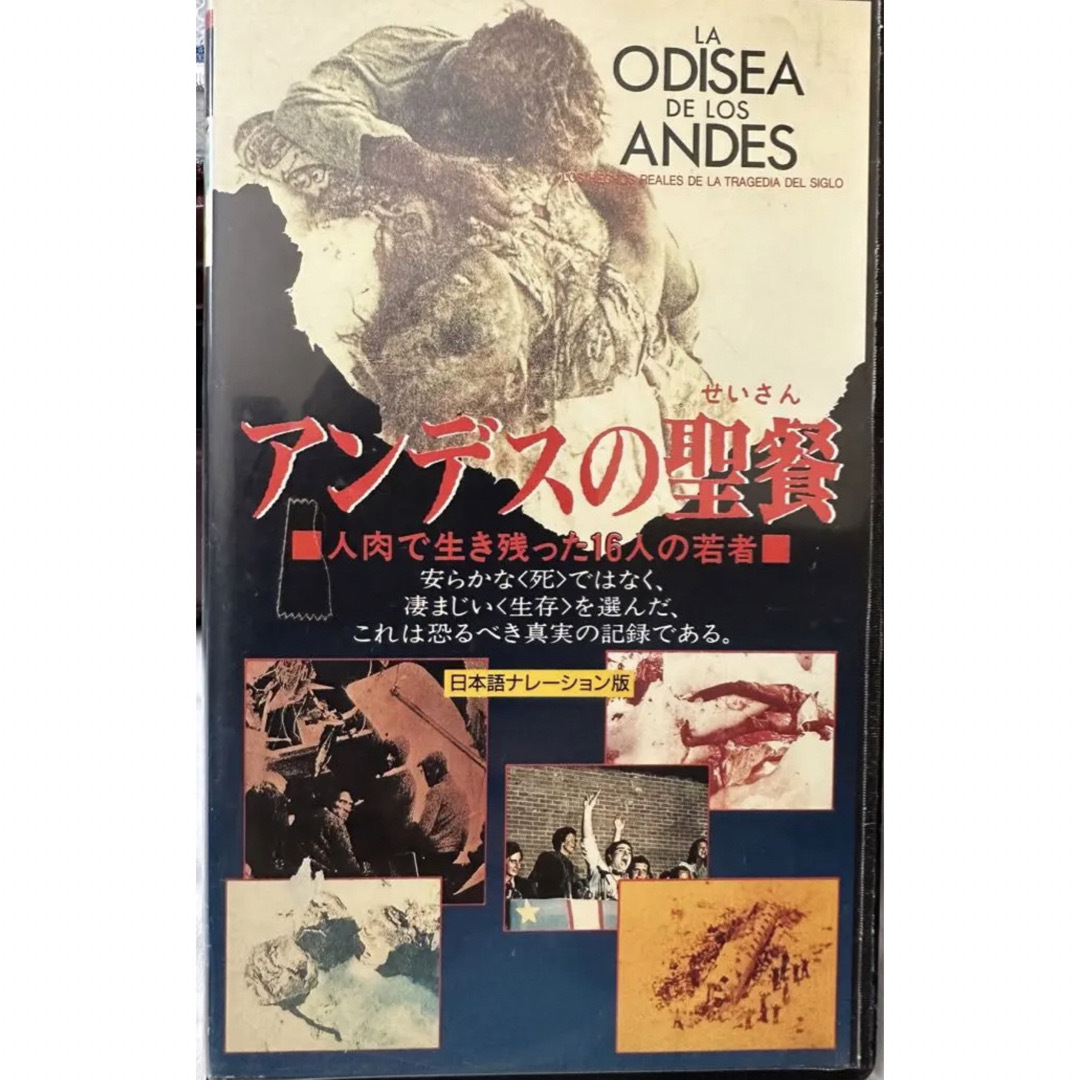 LA
ODISEA
DE LOS
ANDES
LOS HECHOS REALES DE LA TRAGEDIA DEL SIGLO
せいさん
アンデスの聖餐
■人肉で生き残った16人の若者■
安らかな〈死〉ではなく、
凄まじい〈生存〉を選んだ、
これは恐るべき真実の記録である。
日本語ナレーション版